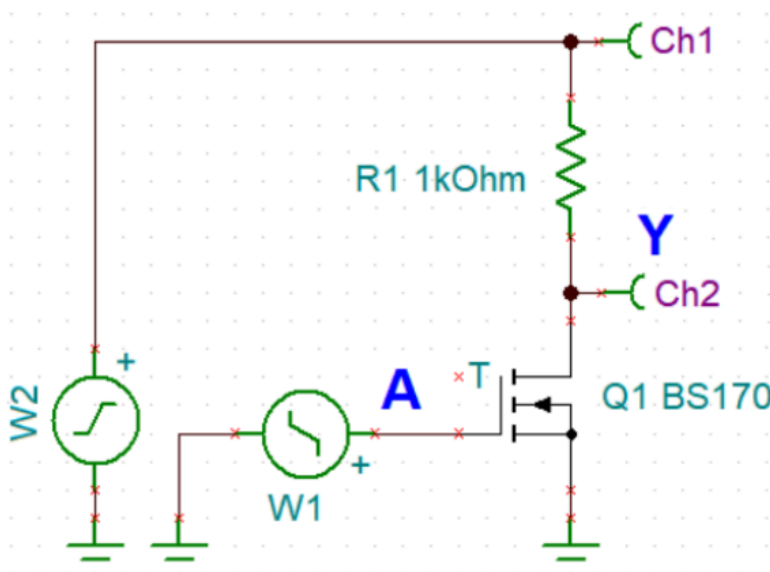 Ch1
R1 1kOhm
Y
Ch2
+
W2
A
T
Q1 BS170
+
W1